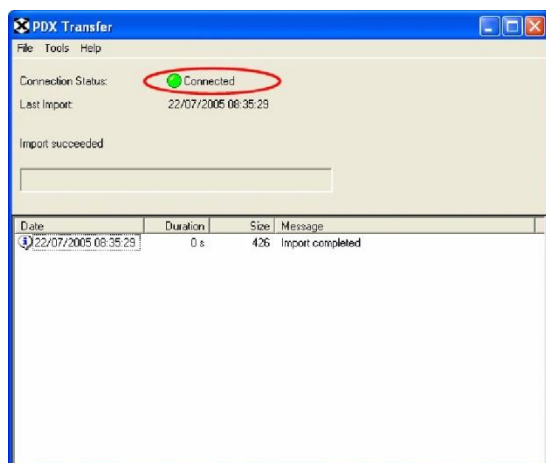 PDX Transfer
File Tools Help
Connection Status: Connected
Last Import: 22/07/2005 08:35:29
Import succeeded
Date Duration Size Message
22/07/2005 08:35:29 0 s 426 Import completed